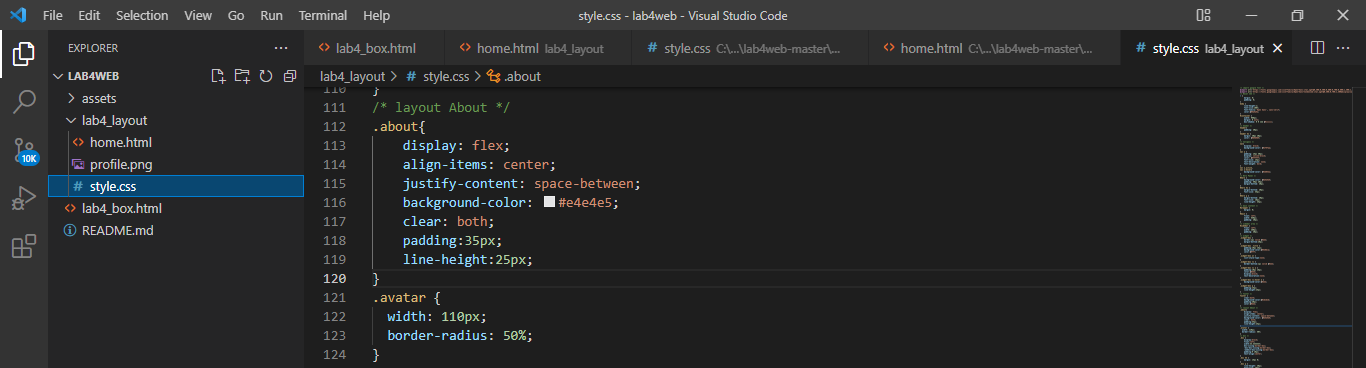 File Edit Selection View Go Run Terminal Help style.css - lab4web - Visual Studio Code
EXPLORER ··· lab4_box.html home.html lab4_layout style.css C:\...\lab4web-master\... home.html C:\...\lab4web-master\... style.css lab4_layout
LAB4WEB lab4_layout > style.css > .about
assets
lab4_layout
home.html
profile.png
style.css
lab4_box.html
README.md
10K
110 }
111 /* layout About */
112 .about{
113 display: flex;
114 align-items: center;
115 justify-content: space-between;
116 background-color: #e4e4e5;
117 clear: both;
118 padding:35px;
119 line-height:25px;
120 }
121 .avatar {
122 width: 110px;
123 border-radius: 50%;
124 }